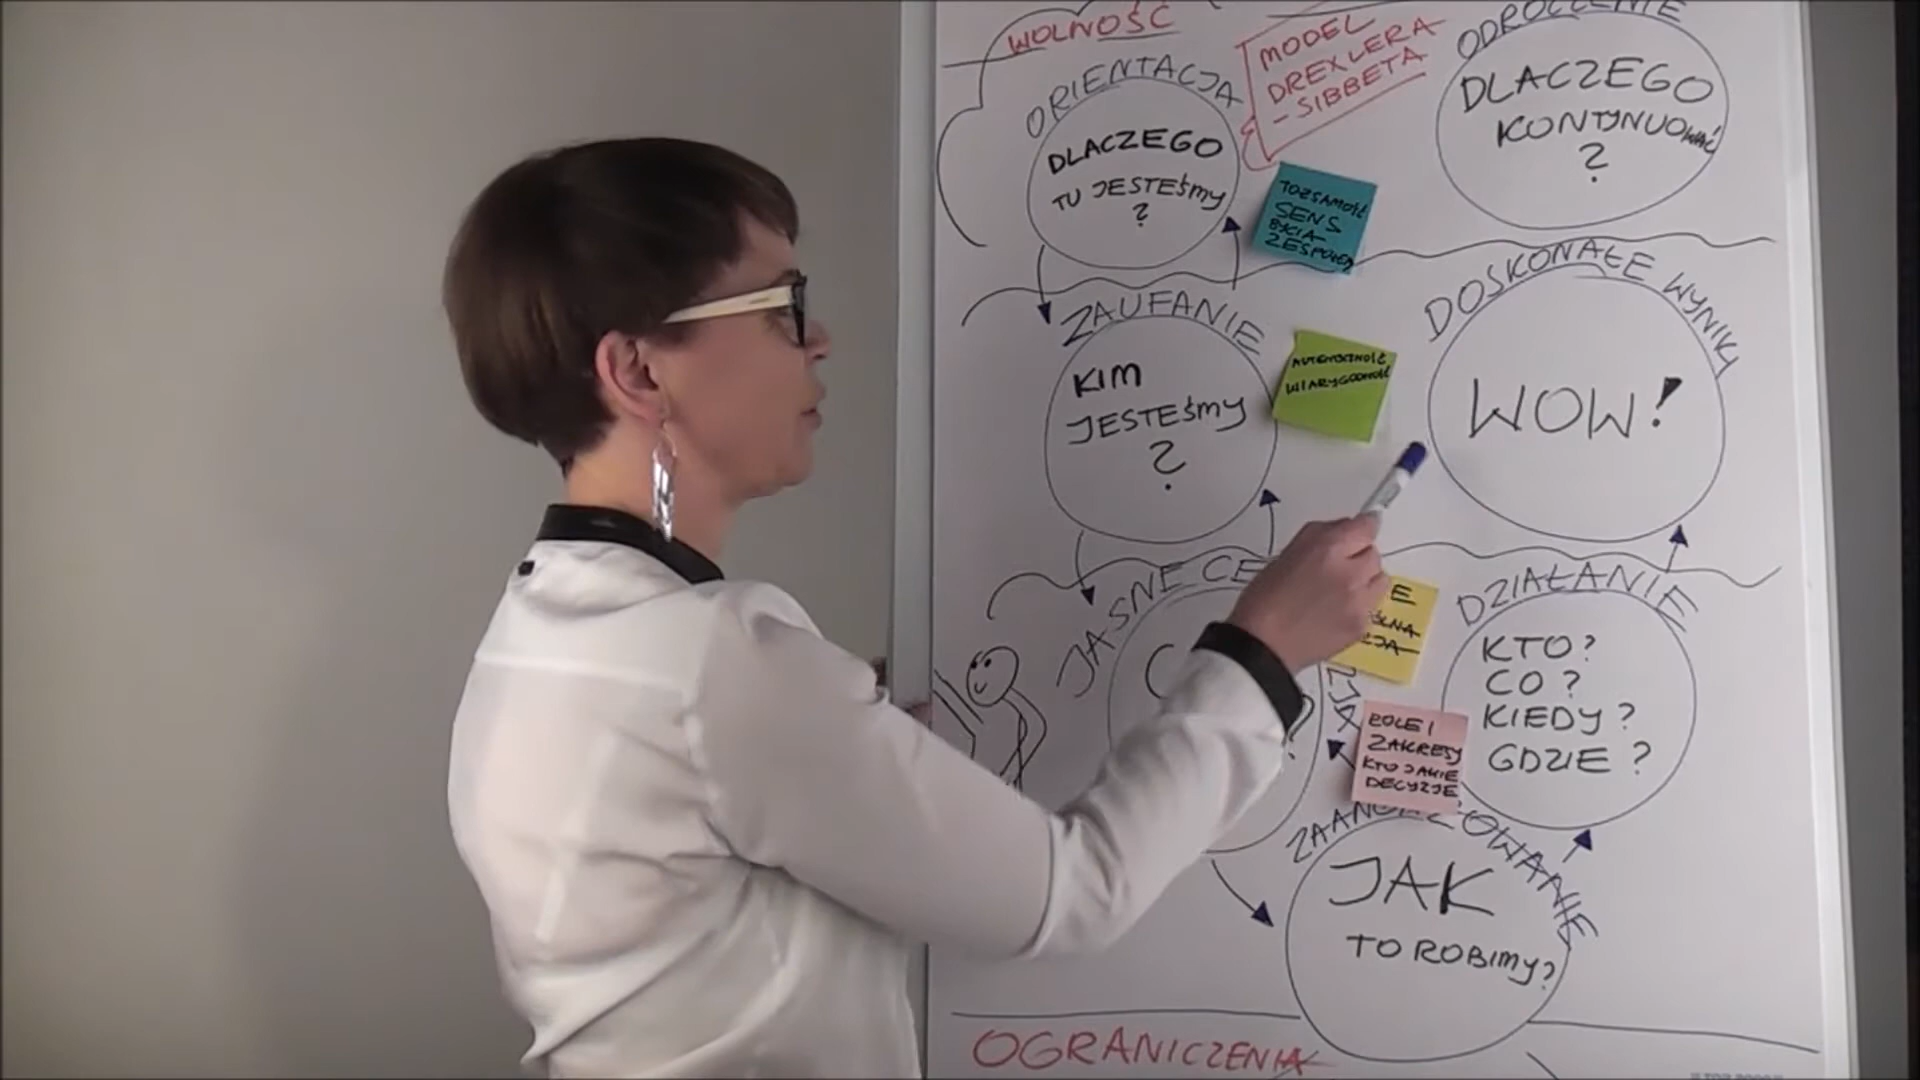 WOLNOŚĆ
MODEL
DREXLERA
- SIBBETA
ORIENTACJA
DLACZEGO
TU JESTEŚMY
?
TOŻSAMOŚĆ
SENS
BYCIA
ZESPOŁEM
ODROCZENIE
DLACZEGO
KONTYNUOWAĆ
?
ZAUFANIE
KIM
JESTEŚMY
?
AUTENTYCZNOŚĆ
WIARYGODNOŚĆ
DOSKONAŁE WYNIKI
WOW!
JASNE CE
C
?
E
DZIAŁANIE
KTO?
CO?
KIEDY?
GDZIE?
ROLE I
ZAKRESY
KTO JAKIE
DECYZJE
JAK
TO ROBIMY?
OGRANICZENIA